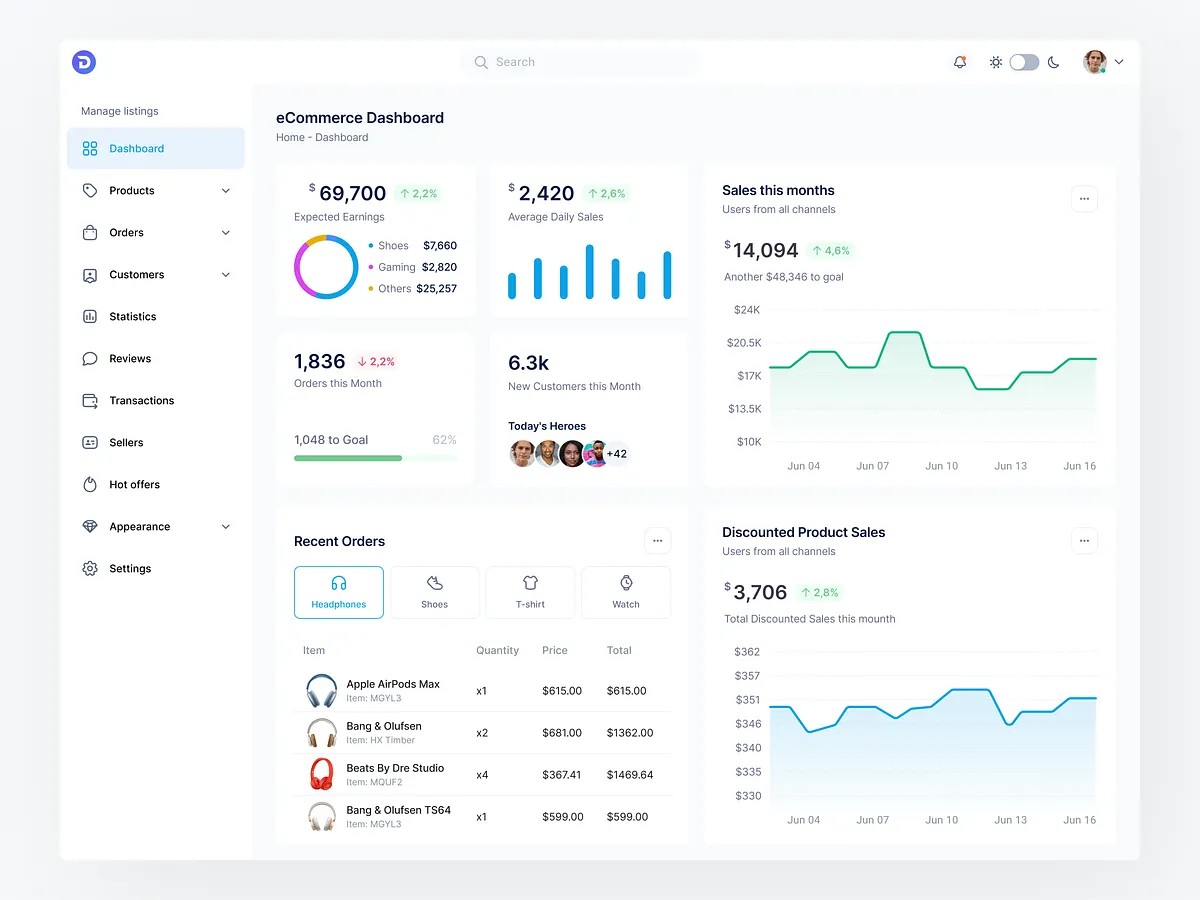 D
Search
Manage listings
Dashboard
Products
Orders
Customers
Statistics
Reviews
Transactions
Sellers
Hot offers
Appearance
Settings
eCommerce Dashboard
Home - Dashboard
$ 69,700 ↑ 2,2%
Expected Earnings
Shoes $7,660
Gaming $2,820
Others $25,257
$ 2,420 ↑ 2,6%
Average Daily Sales
1,836 ↓ 2,2%
Orders this Month
1,048 to Goal 62%
6.3k
New Customers this Month
Today's Heroes
+42
Sales this months
Users from all channels
$ 14,094 ↑ 4,6%
Another $48,346 to goal
$24K
$20.5K
$17K
$13.5K
$10K
Jun 04 Jun 07 Jun 10 Jun 13 Jun 16
Recent Orders
Headphones Shoes T-shirt Watch
Item Quantity Price Total
Apple AirPods Max x1 $615.00 $615.00
Item: MGYL3
Bang & Olufsen x2 $681.00 $1362.00
Item: HX Timber
Beats By Dre Studio x4 $367.41 $1469.64
Item: MQUF2
Bang & Olufsen TS64 x1 $599.00 $599.00
Item: MGYL3
Discounted Product Sales
Users from all channels
$ 3,706 ↑ 2,8%
Total Discounted Sales this mounth
$362
$357
$351
$346
$340
$335
$330
Jun 04 Jun 07 Jun 10 Jun 13 Jun 16